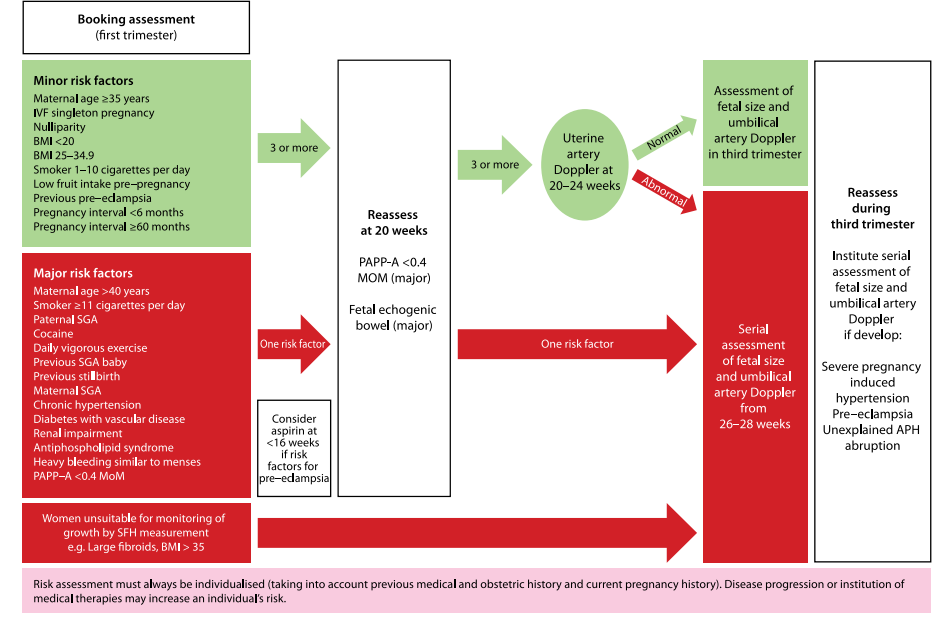 Booking assessment
(first trimester)
Minor risk factors
Maternal age ≥35 years
IVF singleton pregnancy
Nulliparity
BMI <20
BMI 25–34.9
Smoker 1–10 cigarettes per day
Low fruit intake pre–pregnancy
Previous pre–eclampsia
Pregnancy interval <6 months
Pregnancy interval ≥60 months
3 or more
Major risk factors
Maternal age >40 years
Smoker ≥11 cigarettes per day
Paternal SGA
Cocaine
Daily vigorous exercise
Previous SGA baby
Previous stillbirth
Maternal SGA
Chronic hypertension
Diabetes with vascular disease
Renal impairment
Antiphospholipid syndrome
Heavy bleeding similar to menses
PAPP–A <0.4 MoM
One risk factor
Consider
aspirin at
<16 weeks
if risk
factors for
pre–eclampsia
Women unsuitable for monitoring of
growth by SFH measurement
e.g. Large fibroids, BMI > 35
Reassess
at 20 weeks
PAPP–A <0.4
MOM (major)
Fetal echogenic
bowel (major)
3 or more
One risk factor
Uterine
artery
Doppler at
20–24 weeks
Normal
Abnormal
Assessment of
fetal size and
umbilical
artery Doppler
in third trimester
Serial
assessment
of fetal size
and umbilical
artery Doppler
from
26–28 weeks
Reassess
during
third trimester
Institute serial
assessment of
fetal size and
umbilical artery
Doppler
if develop:
Severe pregnancy
induced
hypertension
Pre–eclampsia
Unexplained APH
abruption
Risk assessment must always be individualised (taking into account previous medical and obstetric history and current pregnancy history). Disease progression or institution of
medical therapies may increase an individual's risk.